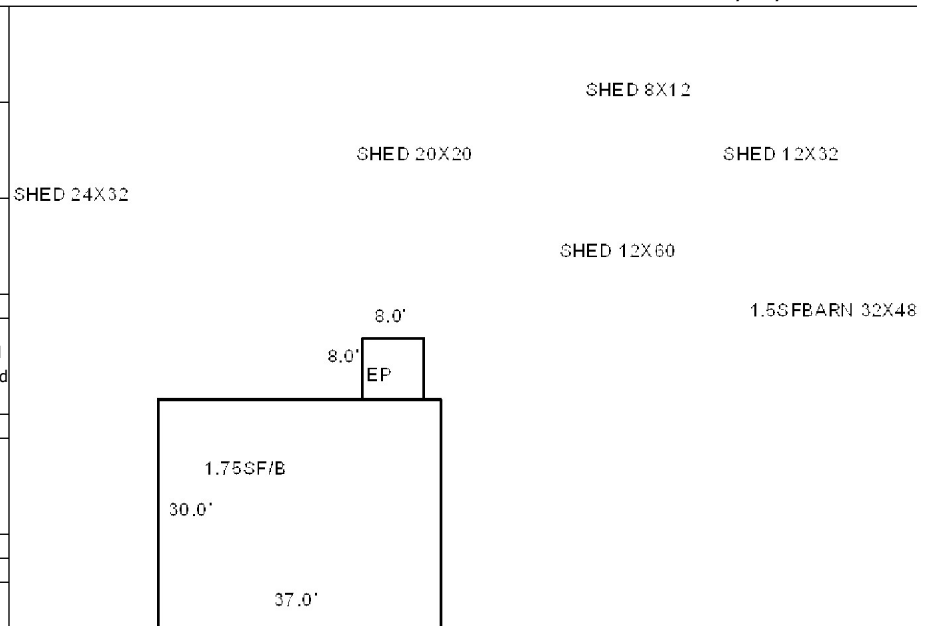 SHED 8X12
SHED 20X20
SHED 12X32
SHED 24X32
SHED 12X60
1.5SFBARN 32X48
8.0'
8.0'
d
EP
1.75SF/B
30.0'
37.0'